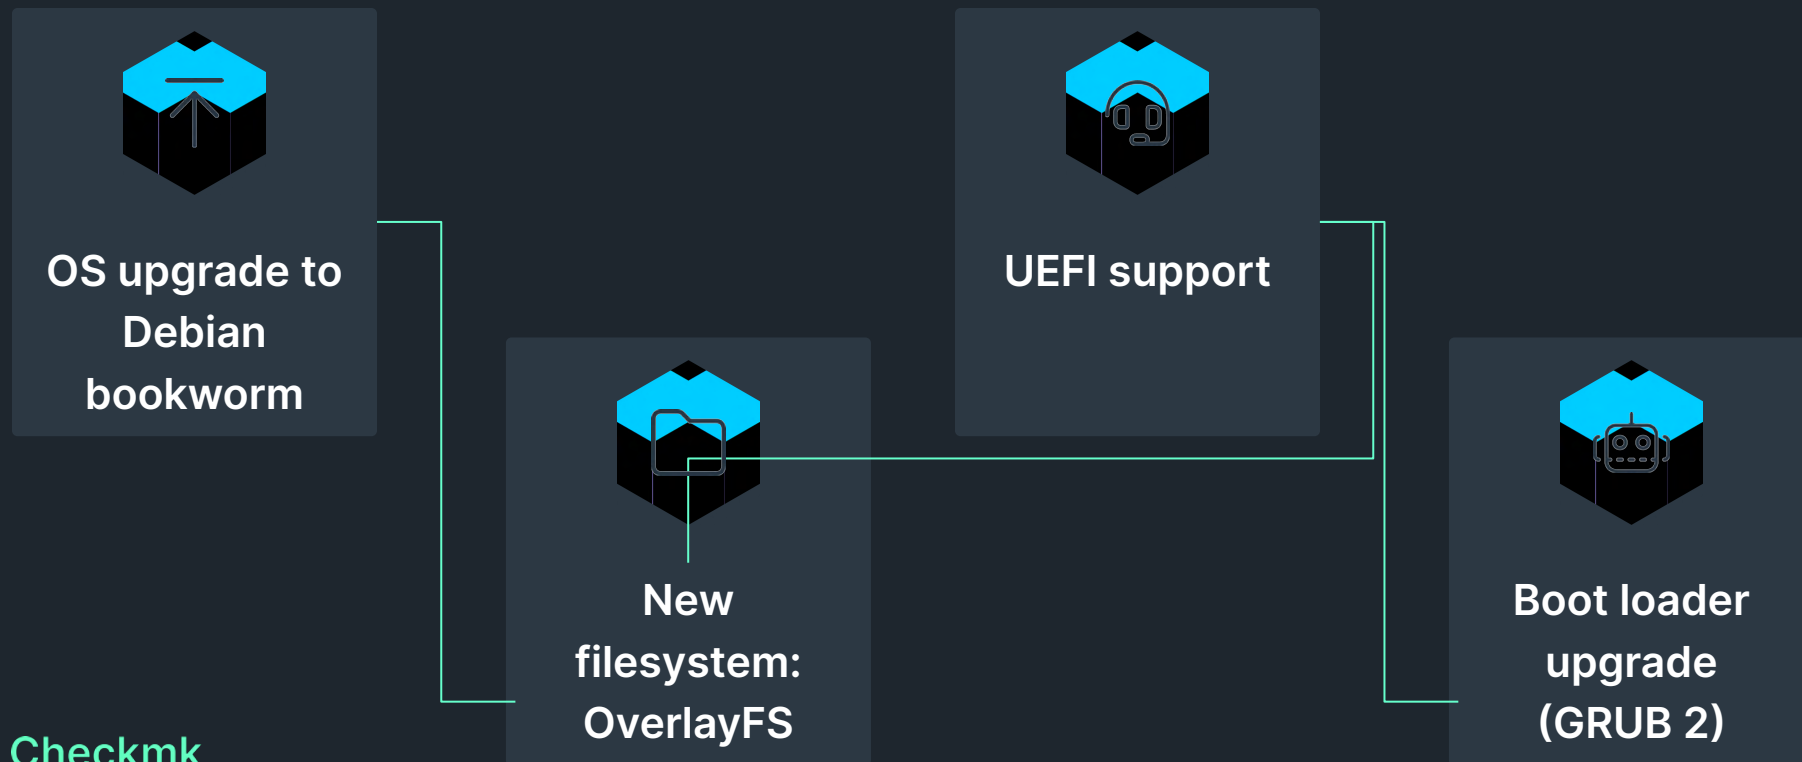 OS upgrade to
Debian
bookworm
UEFI support
New
filesystem:
OverlayFS
Boot loader
upgrade
(GRUB 2)
Checkmk